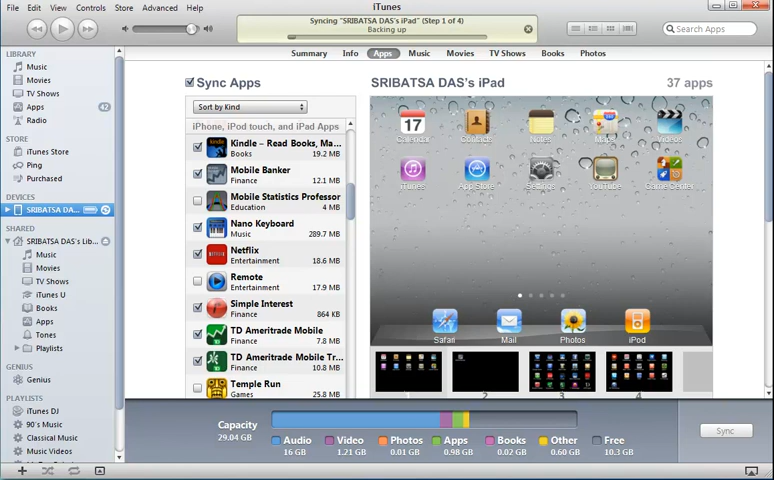 File Edit View Controls Store Advanced Help
iTunes
Syncing "SRIBATSA DAS's iPad" (Step 1 of 4)
Backing up
Search Apps
Summary Info Apps Music Movies TV Shows Books Photos
LIBRARY
Music
Movies
TV Shows
Apps 42
Radio
STORE
iTunes Store
Ping
Purchased
DEVICES
SRIBATSA DA...
SHARED
SRIBATSA DAS's Lib...
Music
Movies
TV Shows
iTunes U
Books
Apps
Tones
Playlists
GENIUS
Genius
PLAYLISTS
iTunes DJ
90's Music
Classical Music
Music Videos
Sync Apps
Sort by Kind
iPhone, iPod touch, and iPad Apps
Kindle – Read Books, Ma...
Books 19.2 MB
Mobile Banker
Finance 12.1 MB
Mobile Statistics Professor
Education 4 MB
Nano Keyboard
Music 289.7 MB
Netflix
Entertainment 18.6 MB
Remote
Entertainment 17.9 MB
Simple Interest
Finance 864 KB
TD Ameritrade Mobile
Finance 7.8 MB
TD Ameritrade Mobile Tr...
Finance 10.8 MB
Temple Run
Games 25.8 MB
SRIBATSA DAS's iPad 37 apps
17
Calendar Notes Maps Videos
iTunes App Store Settings YouTube Game Center
Safari Mail Photos iPod
1 2 3 4
Capacity
29.04 GB
Audio
16 GB
Video
1.21 GB
Photos
0.01 GB
Apps
0.98 GB
Books
0.02 GB
Other
0.60 GB
Free
10.3 GB
Sync